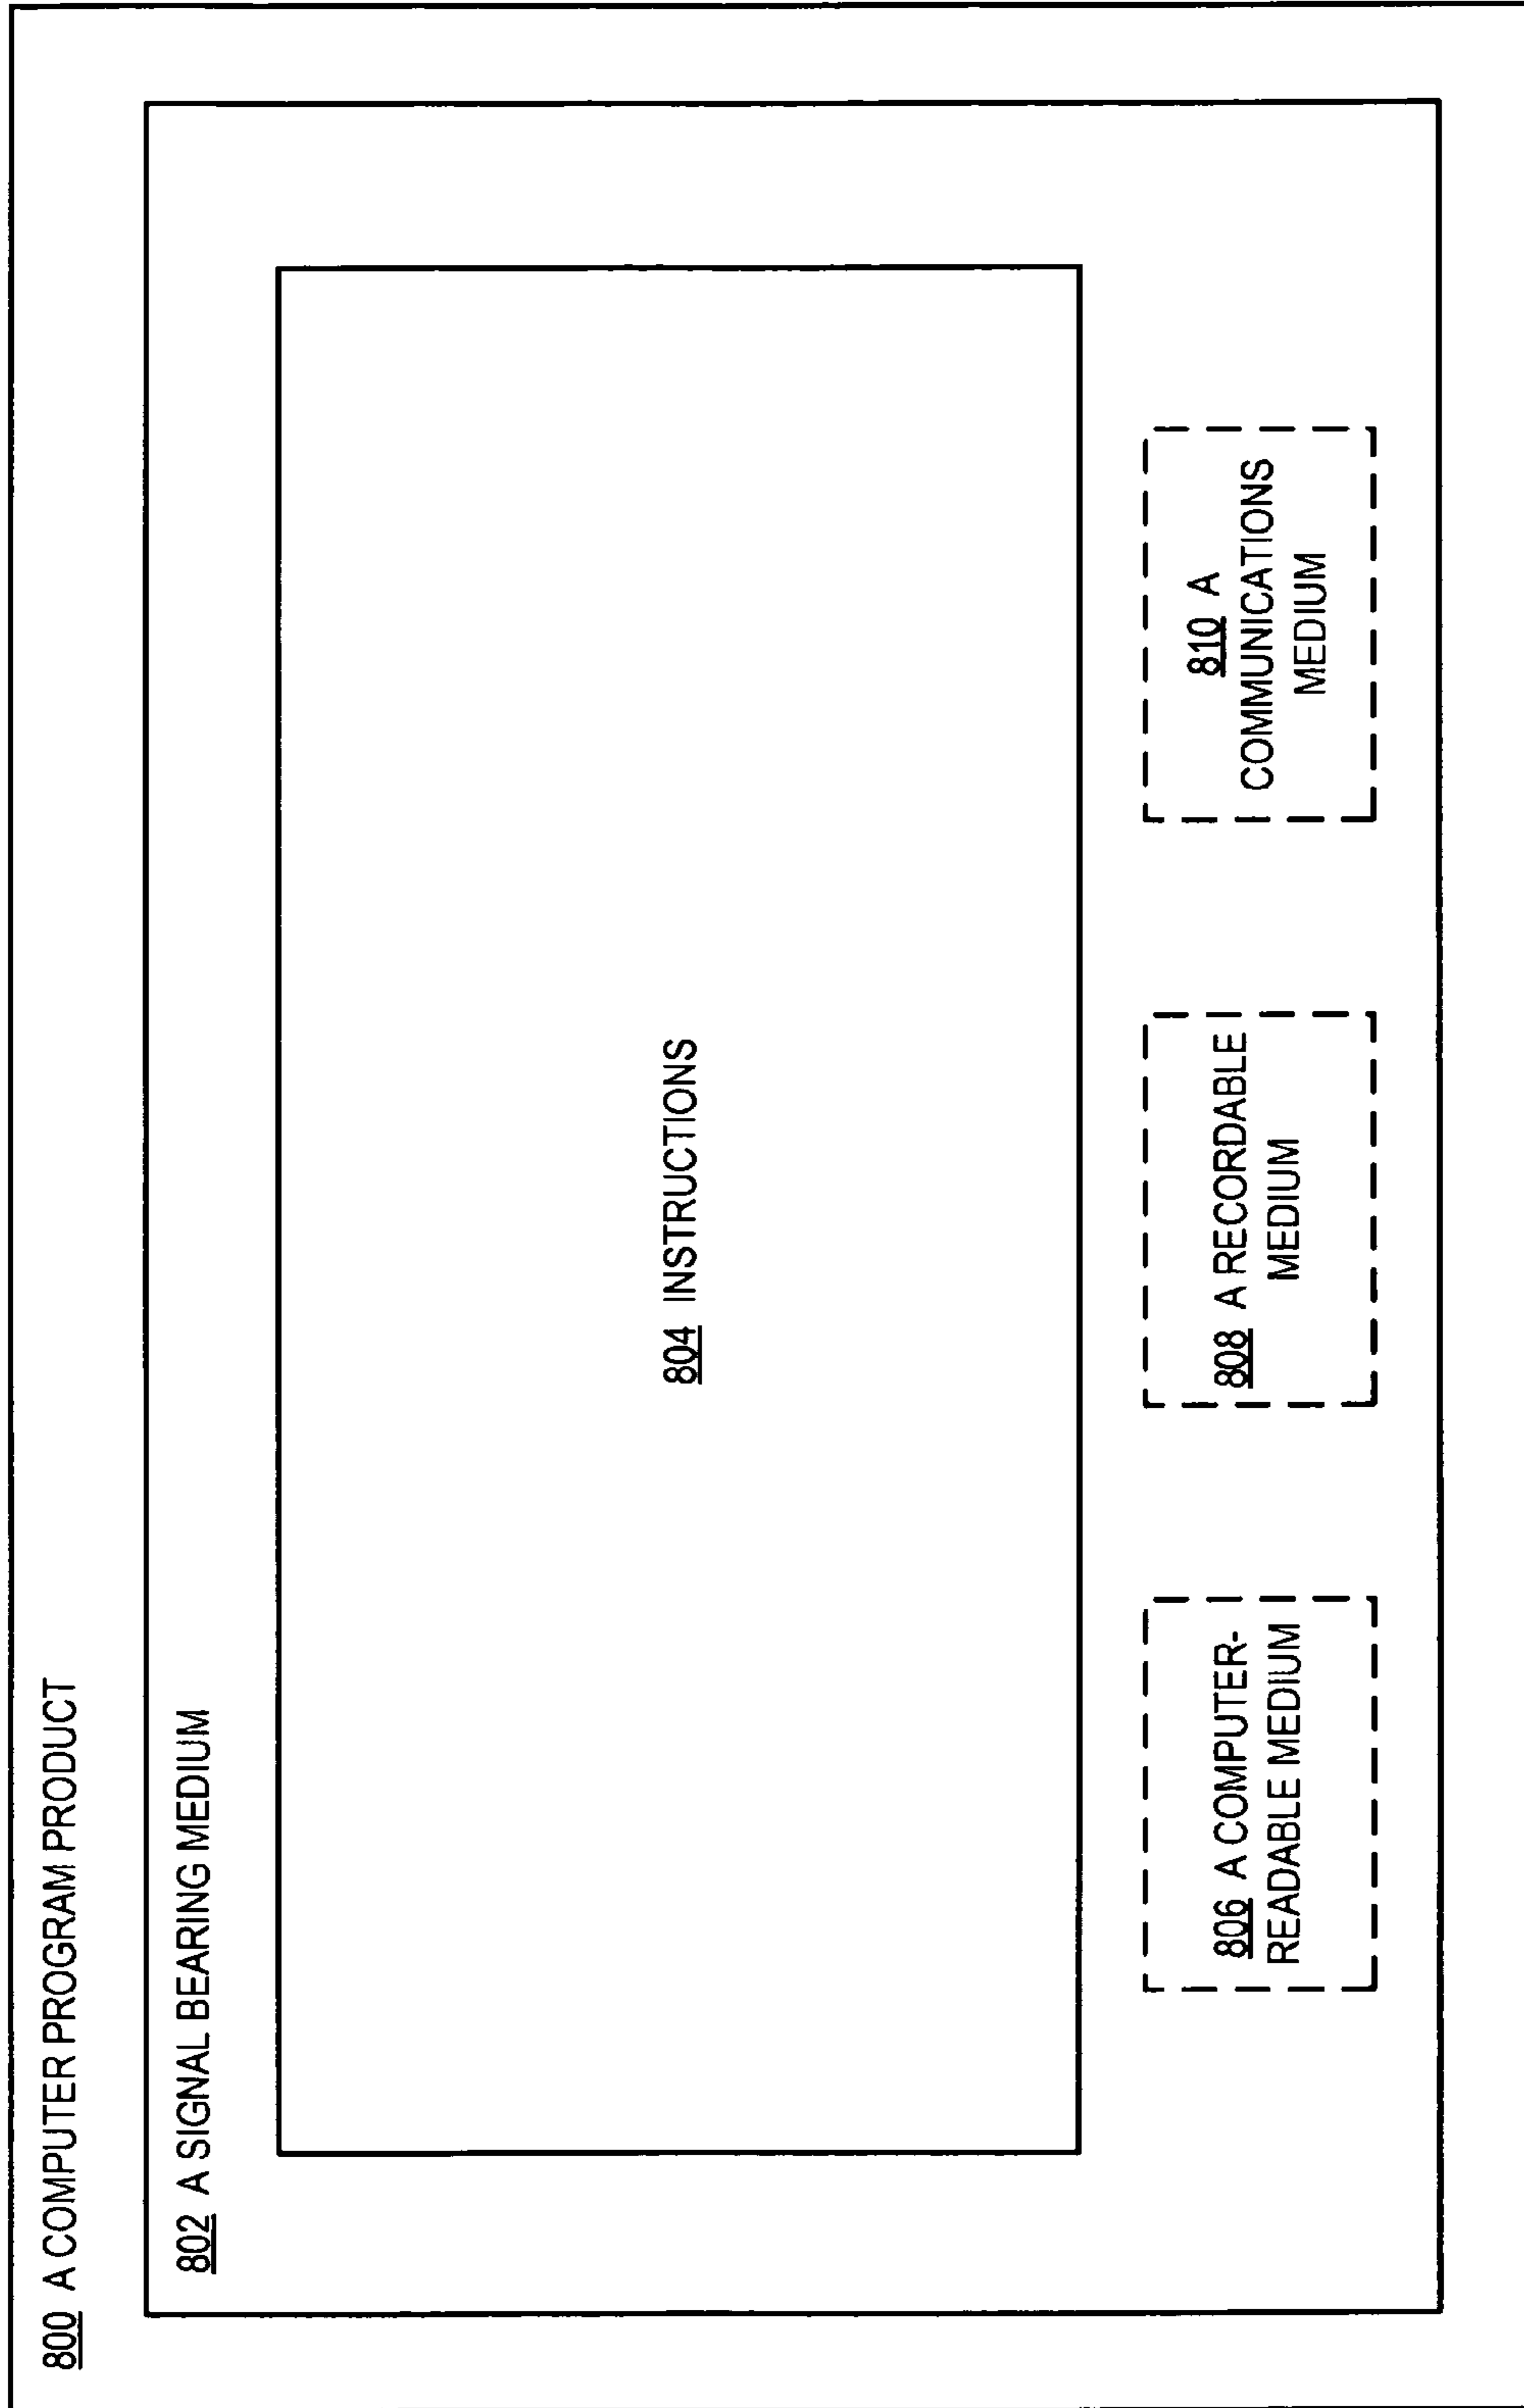 800 A COMPUTER PROGRAM PRODUCT
802 A SIGNAL BEARING MEDIUM
804 INSTRUCTIONS
806 A COMPUTER-
READABLE MEDIUM
808 A RECORDABLE
MEDIUM
810 A
COMMUNICATIONS
MEDIUM